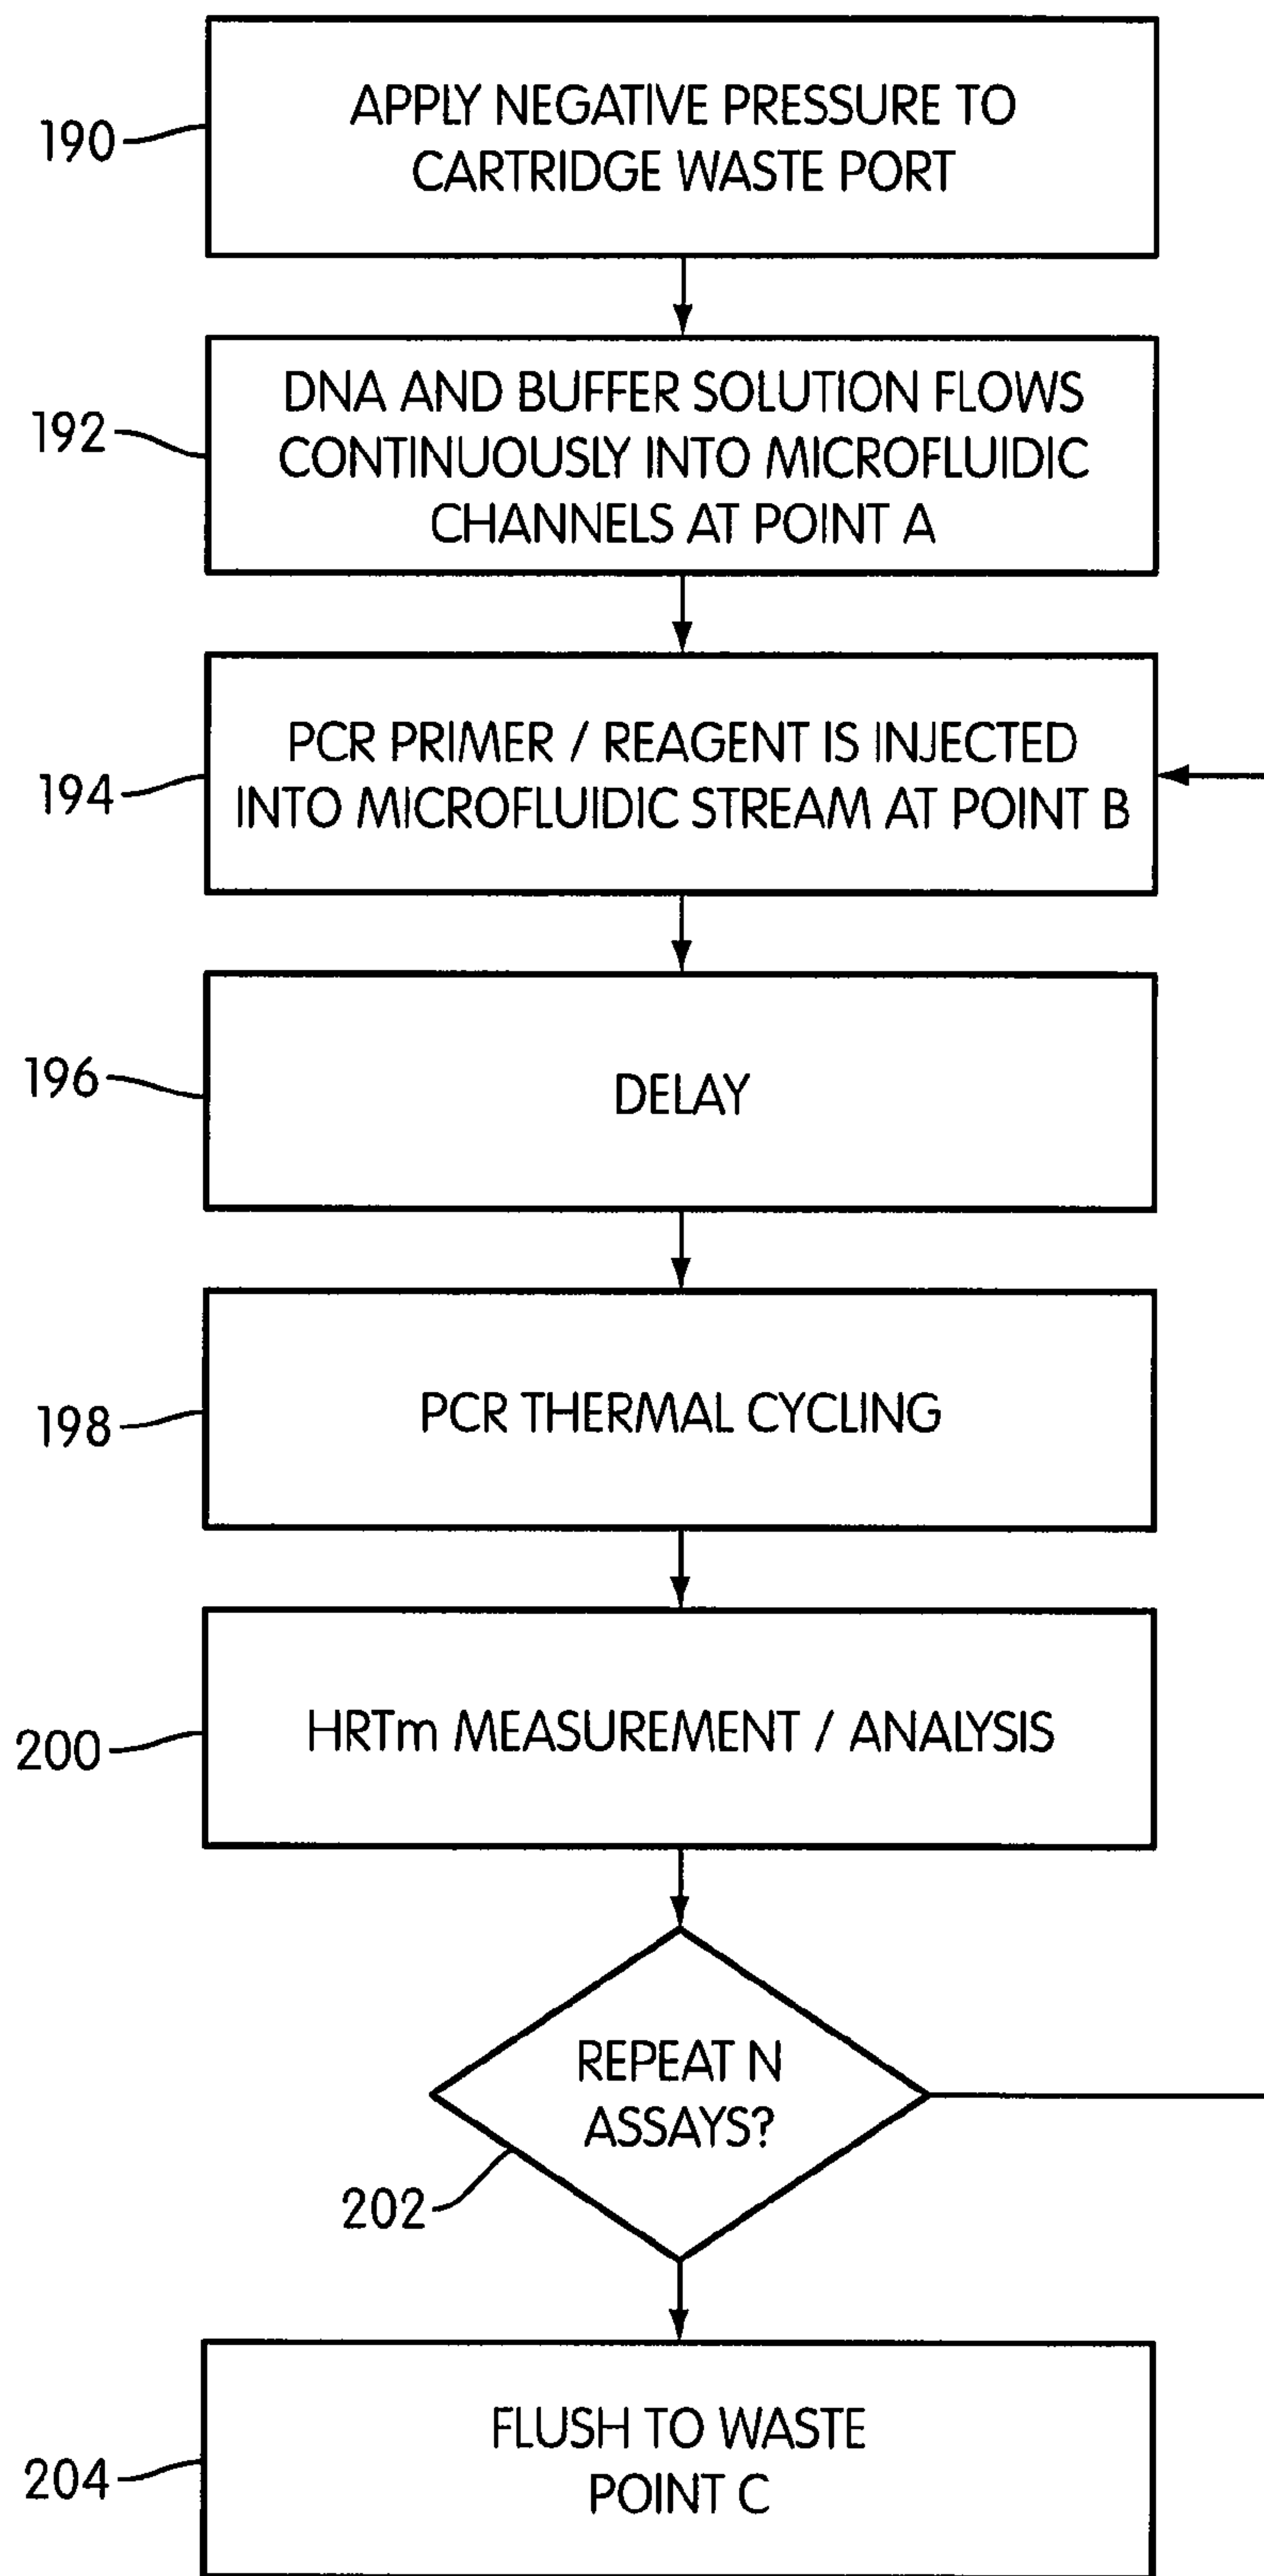 190
APPLY NEGATIVE PRESSURE TO
CARTRIDGE WASTE PORT
192
DNA AND BUFFER SOLUTION FLOWS
CONTINUOUSLY INTO MICROFLUIDIC
CHANNELS AT POINT A
194
PCR PRIMER / REAGENT IS INJECTED
INTO MICROFLUIDIC STREAM AT POINT B
196
DELAY
198
PCR THERMAL CYCLING
200
HRTm MEASUREMENT / ANALYSIS
REPEAT N
ASSAYS?
202
204
FLUSH TO WASTE
POINT C